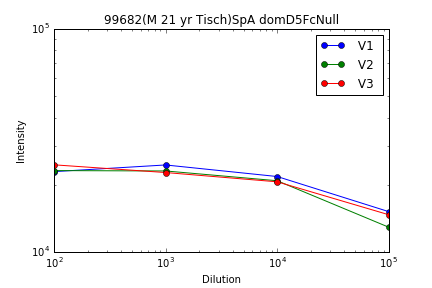 99682(M 21 yr Tisch)SpA domD5FcNull
10^5
V1
V2
V3
Intensity
10^4
10^2 10^3 10^4 10^5
Dilution